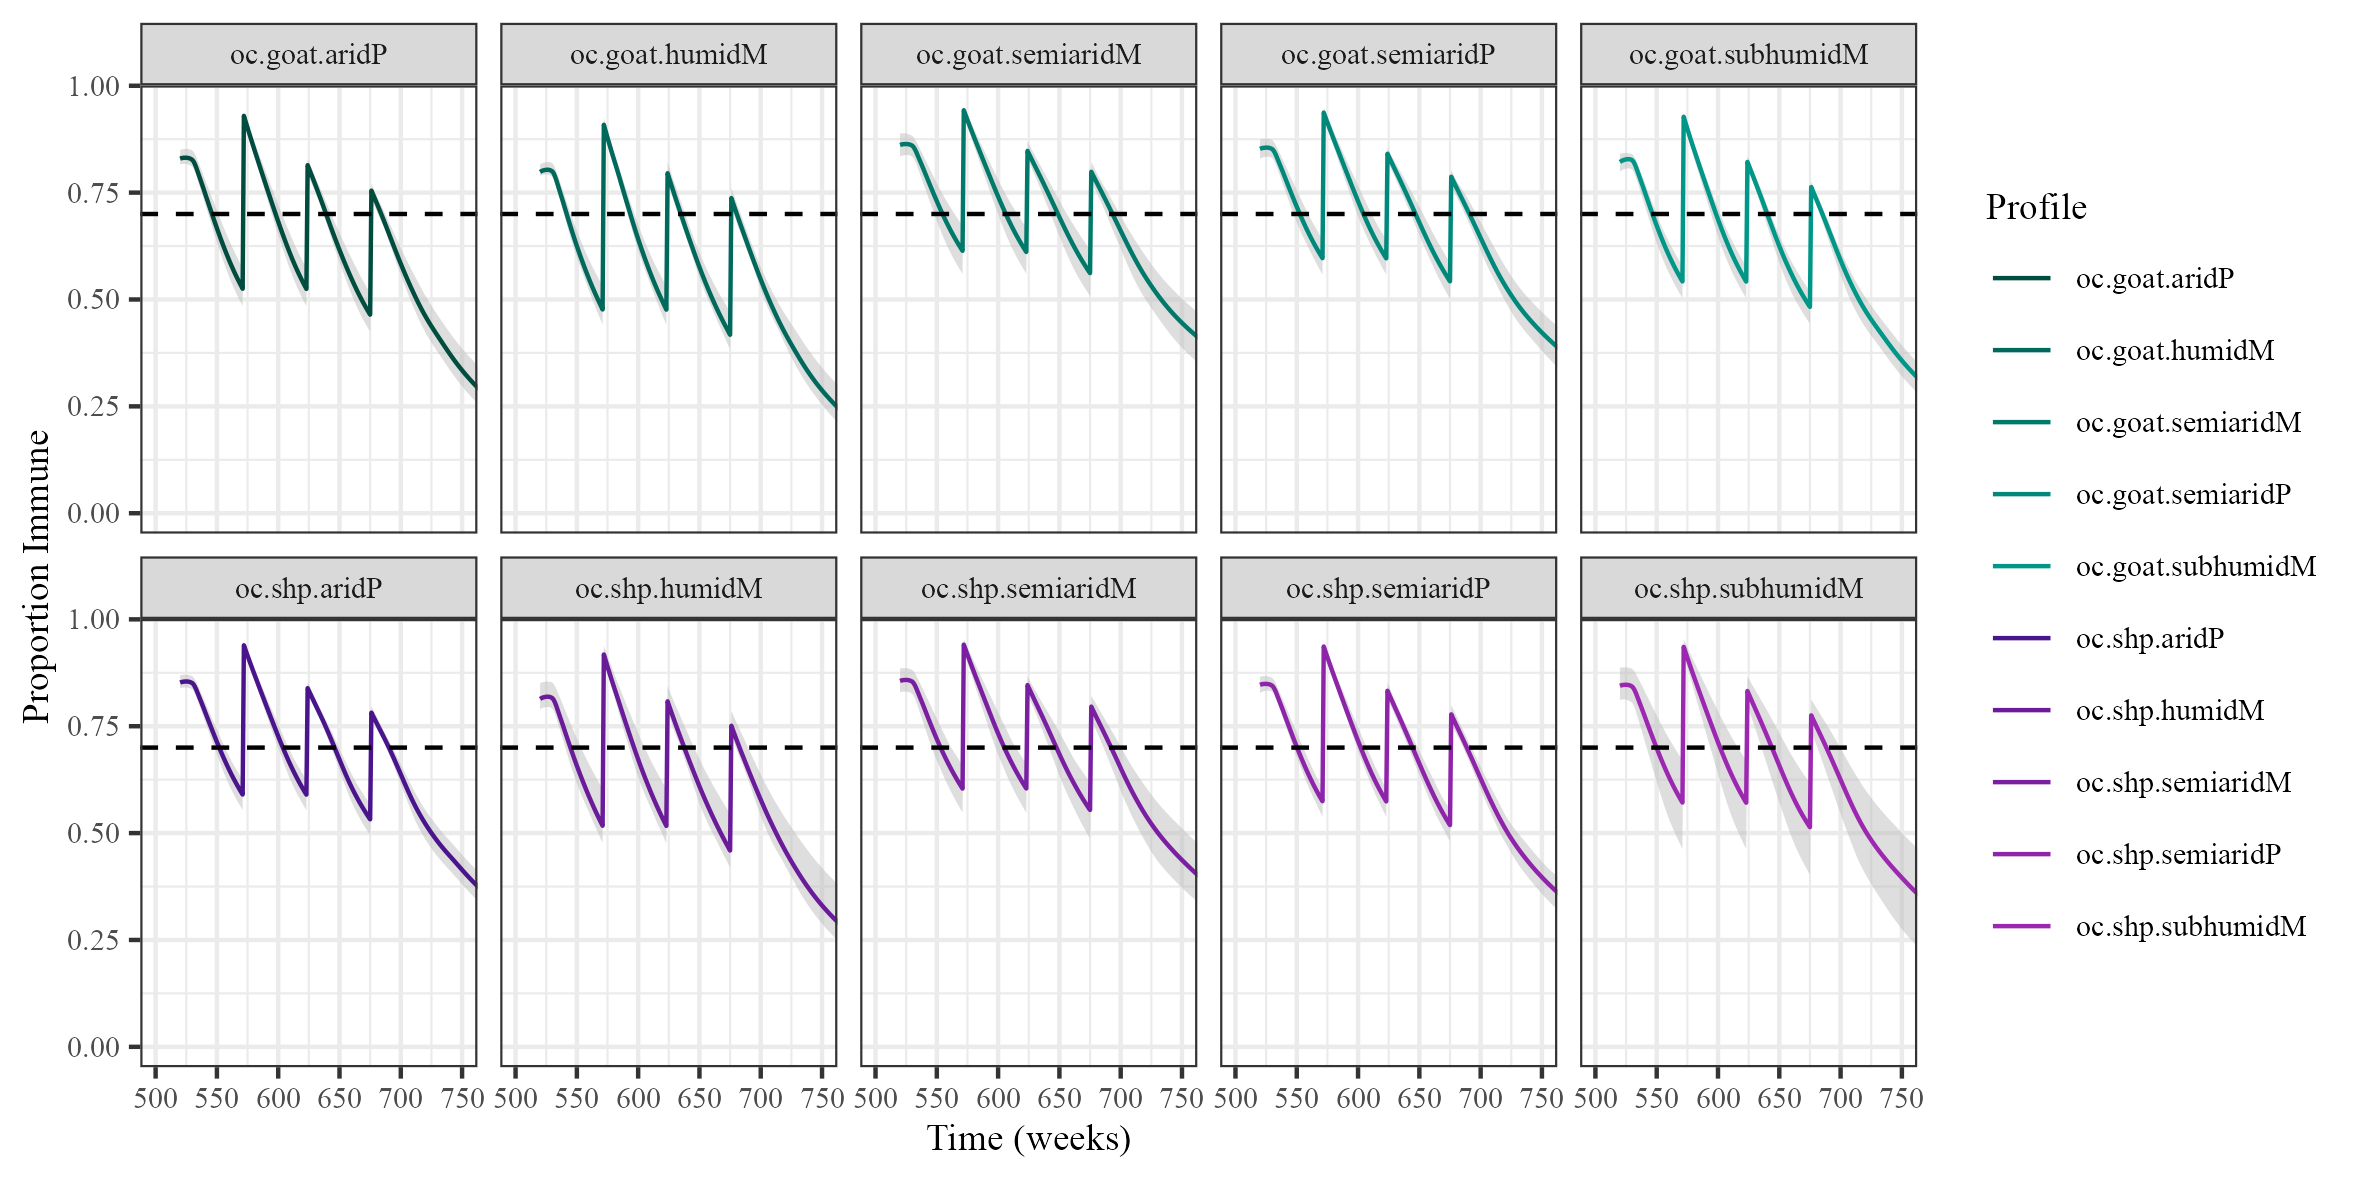 oc.goat.aridP oc.goat.humidM oc.goat.semiaridM oc.goat.semiaridP oc.goat.subhumidM
1.00
0.75
0.50
0.25
0.00
oc.shp.aridP oc.shp.humidM oc.shp.semiaridM oc.shp.semiaridP oc.shp.subhumidM
1.00
0.75
0.50
0.25
0.00
500 550 600 650 700 750 500 550 600 650 700 750 500 550 600 650 700 750 500 550 600 650 700 750 500 550 600 650 700 750
Time (weeks)
Proportion Immune
Profile
oc.goat.aridP
oc.goat.humidM
oc.goat.semiaridM
oc.goat.semiaridP
oc.goat.subhumidM
oc.shp.aridP
oc.shp.humidM
oc.shp.semiaridM
oc.shp.semiaridP
oc.shp.subhumidM